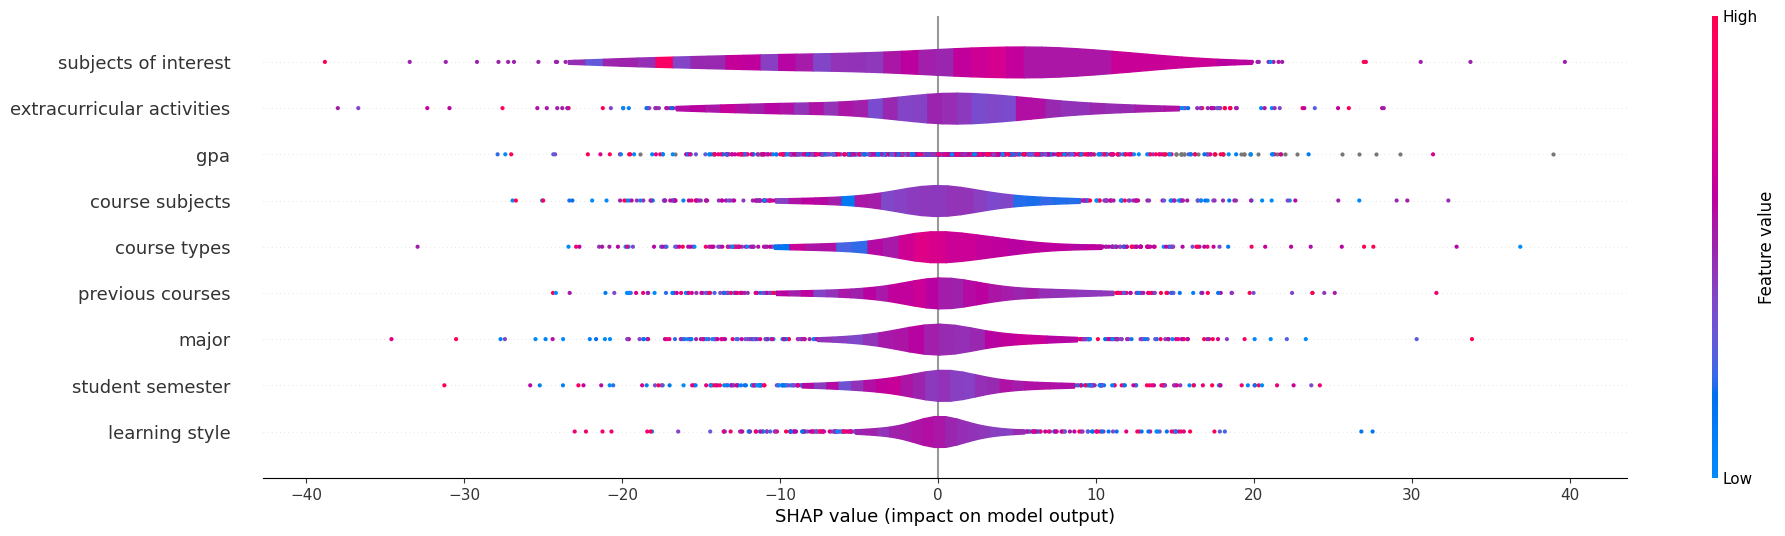 subjects of interest
extracurricular activities
gpa
course subjects
course types
previous courses
major
student semester
learning style
−40 −30 −20 −10 0 10 20 30 40
SHAP value (impact on model output)
High
Feature value
Low